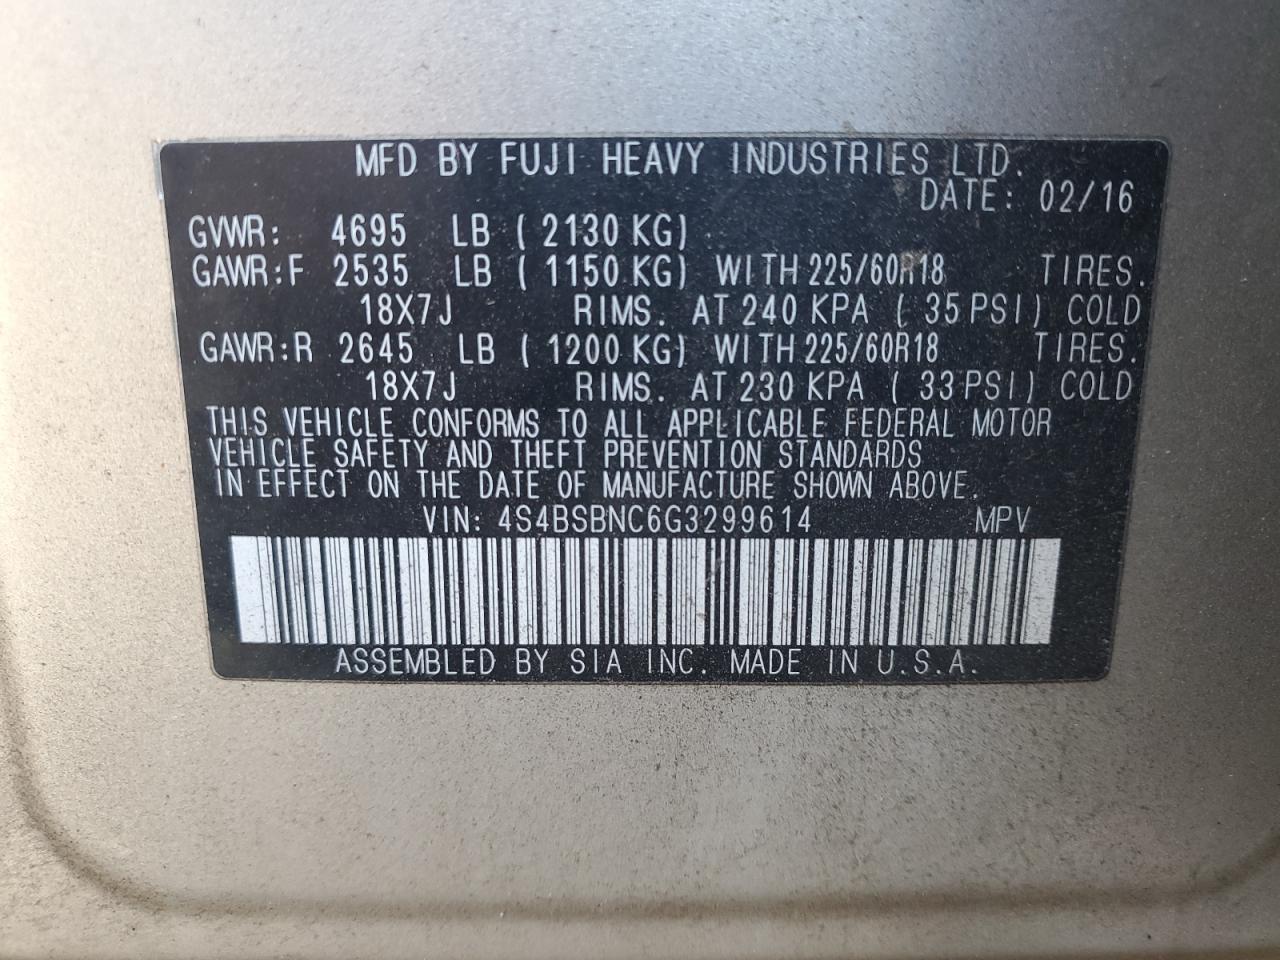 MFD BY FUJI HEAVY INDUSTRIES LTD.
DATE: 02/16
GVWR: 4695 LB ( 2130 KG)
GAWR:F 2535 LB ( 1150 KG) WITH 225/60R18 TIRES.
18X7J RIMS. AT 240 KPA ( 35 PSI) COLD
GAWR:R 2645 LB ( 1200 KG) WITH 225/60R18 TIRES.
18X7J RIMS. AT 230 KPA ( 33 PSI) COLD
THIS VEHICLE CONFORMS TO ALL APPLICABLE FEDERAL MOTOR
VEHICLE SAFETY AND THEFT PREVENTION STANDARDS
IN EFFECT ON THE DATE OF MANUFACTURE SHOWN ABOVE.
VIN: 4S4BSBNC6G3299614 MPV
ASSEMBLED BY SIA INC. MADE IN U.S.A.